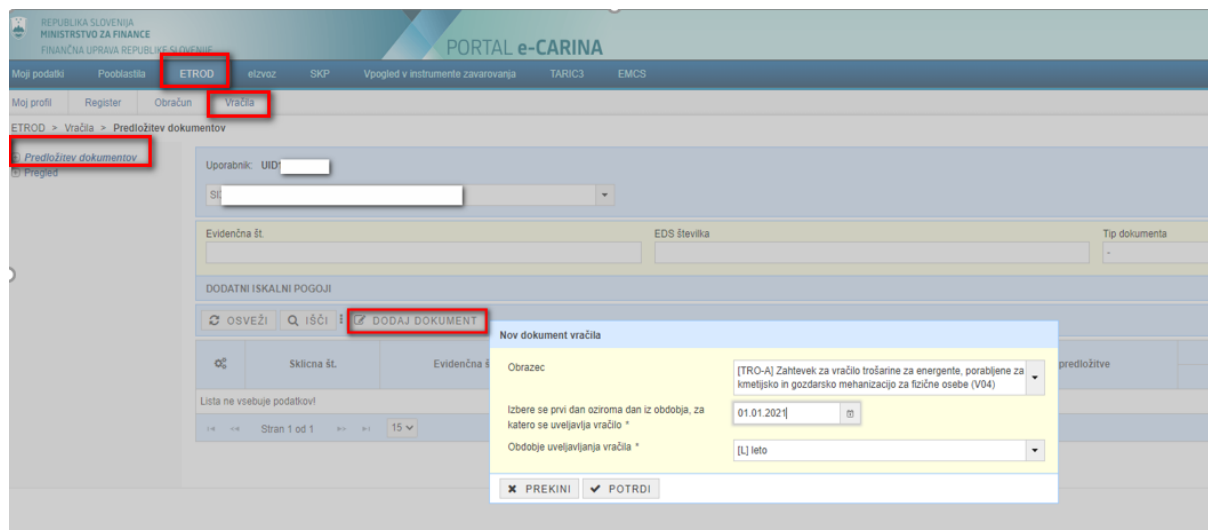 REPUBLIKA SLOVENIJA
MINISTRSTVO ZA FINANCE
FINANČNA UPRAVA REPUBLIKE SLOVENIJE
PORTAL e-CARINA
Moji podatki Pooblastila ETROD eIzvoz SKP Vpogled v instrumente zavarovanja TARIC3 EMCS
Moj profil Register Obračun Vračila
ETROD > Vračila > Predložitev dokumentov
Predložitev dokumentov
Pregled
Uporabnik: UID
SI
Evidenčna št. EDS številka Tip dokumenta
-
DODATNI ISKALNI POGOJI
OSVEŽI IŠČI DODAJ DOKUMENT
Sklicna št. Evidenčna š predložitve
Lista ne vsebuje podatkov!
Stran 1 od 1 15
Nov dokument vračila
Obrazec
[TRO-A] Zahtevek za vračilo trošarine za energente, porabljene za
kmetijsko in gozdarsko mehanizacijo za fizične osebe (V04)
Izbere se prvi dan oziroma dan iz obdobja, za
katero se uveljavlja vračilo *
01.01.2021
Obdobje uveljavljanja vračila *
[L] leto
PREKINI POTRDI